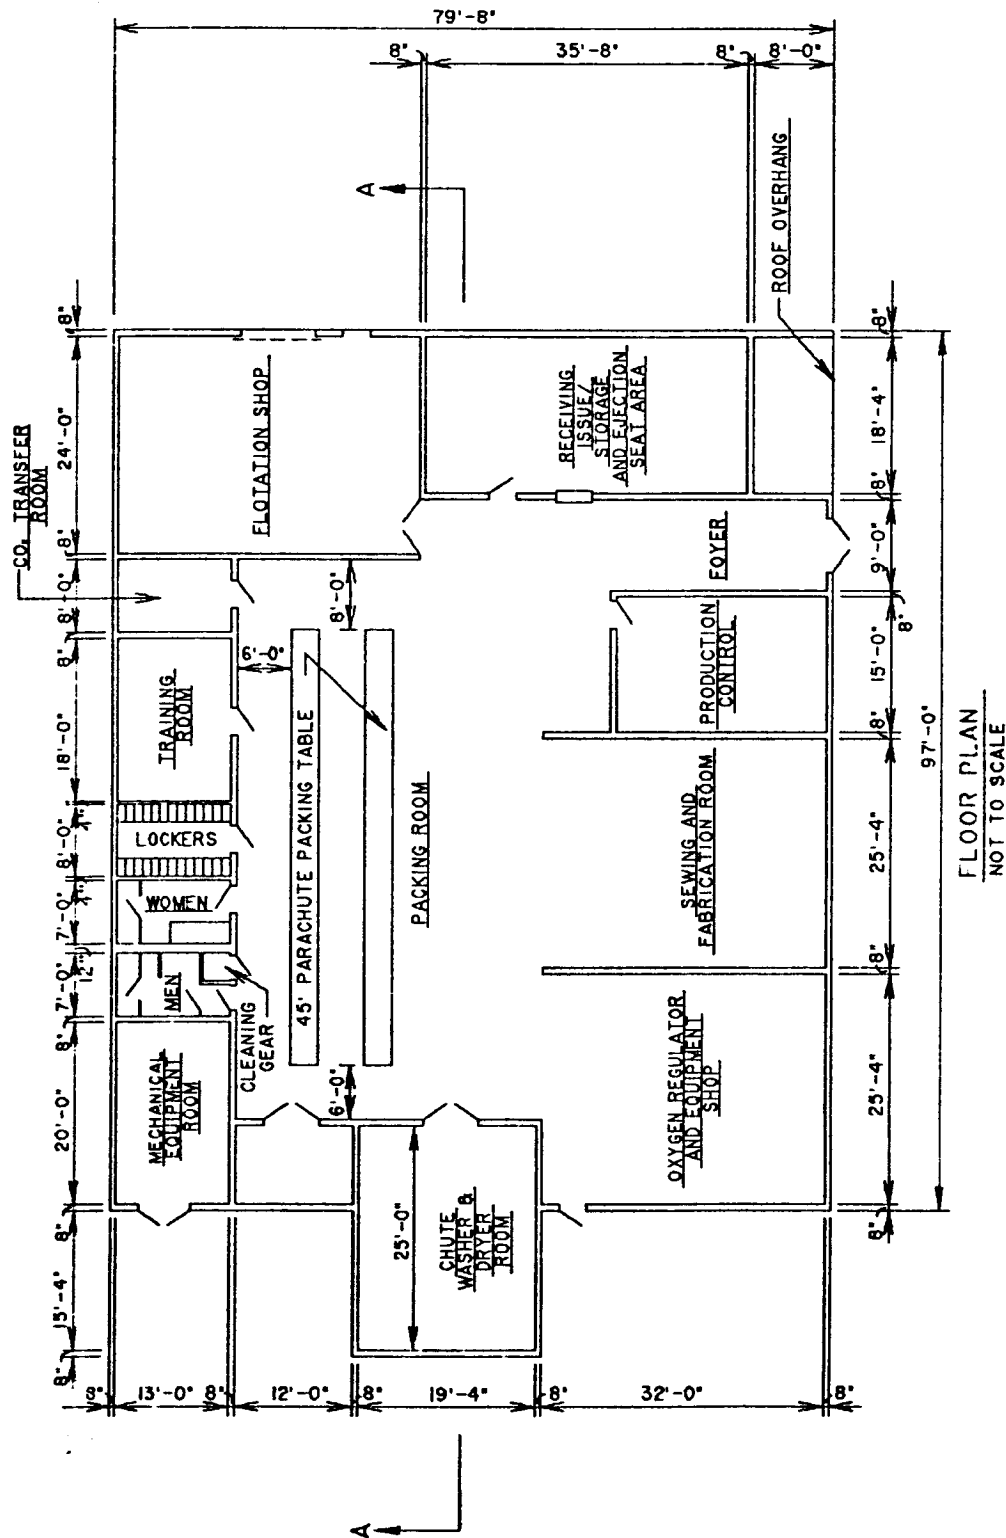 79'-8"
8"
35'-8"
8"
8'-0"
A
ROOF OVERHANG
8"
24'-0"
8"
8'-0"
8"
18'-0"
4"
8'-0"
4"
7'-0"
12"
7'-0"
8"
20'-0"
8"
15'-4"
8"
CO₂ TRANSFER
ROOM
FLOTATION SHOP
RECEIVING
ISSUE/
STORAGE
AND EJECTION
SEAT AREA
8"
18'-4"
8"
9'-0"
8"
15'-0"
8"
25'-4"
8"
25'-4"
8"
97'-0"
FOYER
8'-0"
6'-0"
TRAINING
ROOM
PRODUCTION
CONTROL
LOCKERS
WOMEN
MEN
CLEANING
GEAR
45' PARACHUTE PACKING TABLE
PACKING ROOM
SEWING AND
FABRICATION ROOM
6'-0"
MECHANICAL
EQUIPMENT
ROOM
OXYGEN REGULATOR
AND EQUIPMENT
SHOP
25'-0"
CHUTE
WASHER &
DRYER
ROOM
8"
13'-0"
8"
12'-0"
8"
19'-4"
8"
32'-0"
8"
A
FLOOR PLAN
NOT TO SCALE